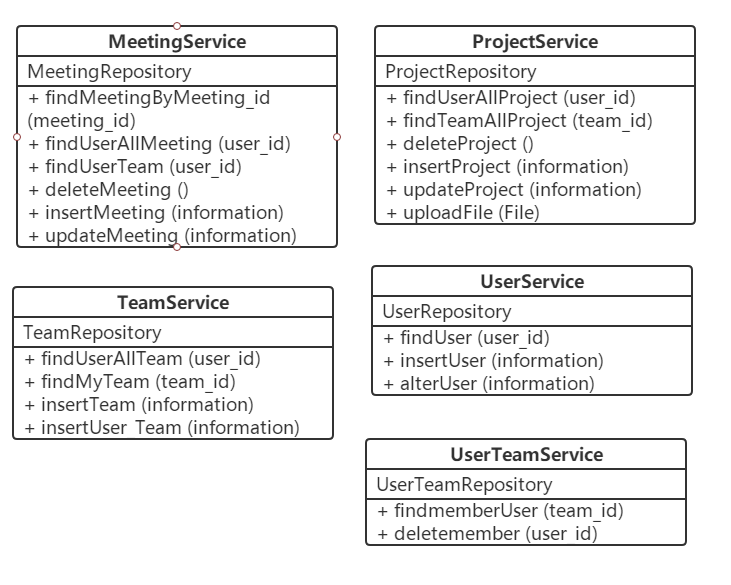 MeetingService
MeetingRepository
+ findMeetingByMeeting_id
(meeting_id)
+ findUserAllMeeting (user_id)
+ findUserTeam (user_id)
+ deleteMeeting ()
+ insertMeeting (information)
+ updateMeeting (information)
ProjectService
ProjectRepository
+ findUserAllProject (user_id)
+ findTeamAllProject (team_id)
+ deleteProject ()
+ insertProject (information)
+ updateProject (information)
+ uploadFile (File)
TeamService
TeamRepository
+ findUserAllTeam (user_id)
+ findMyTeam (team_id)
+ insertTeam (information)
+ insertUser_Team (information)
UserService
UserRepository
+ findUser (user_id)
+ insertUser (information)
+ alterUser (information)
UserTeamService
UserTeamRepository
+ findmemberUser (team_id)
+ deletemember (user_id)